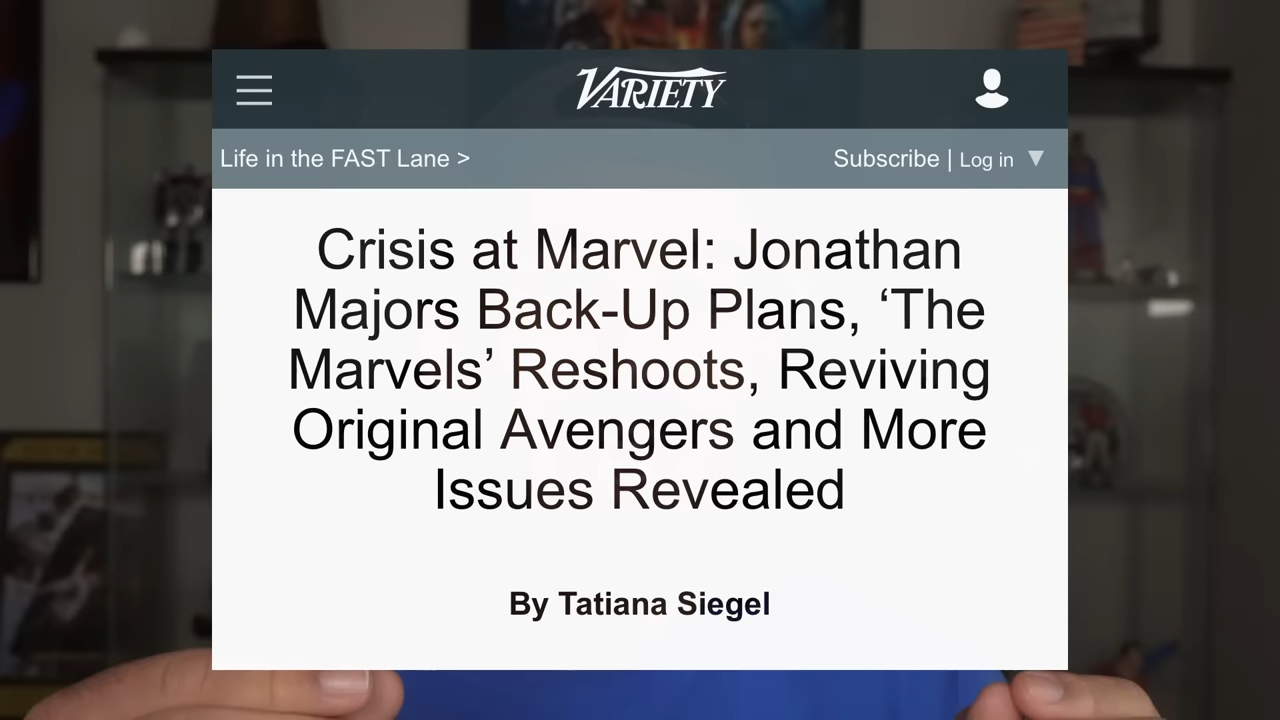 VARIETY
Life in the FAST Lane >
Subscribe | Log in ▼
Crisis at Marvel: Jonathan
Majors Back-Up Plans, ‘The
Marvels’ Reshoots, Reviving
Original Avengers and More
Issues Revealed
By Tatiana Siegel